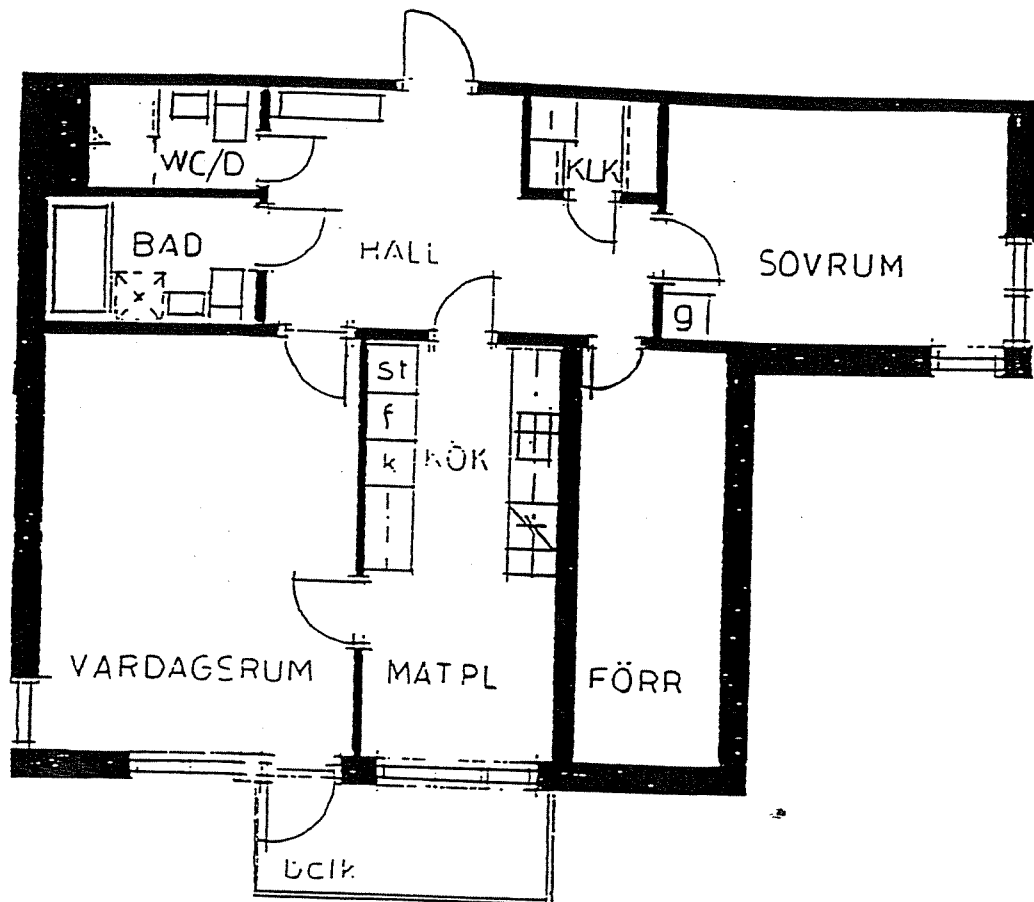 WC/D
KLK
BAD
HALL
SOVRUM
g
st
f
k
KÖK
VARDAGSRUM
MATPL
FÖRR
balk